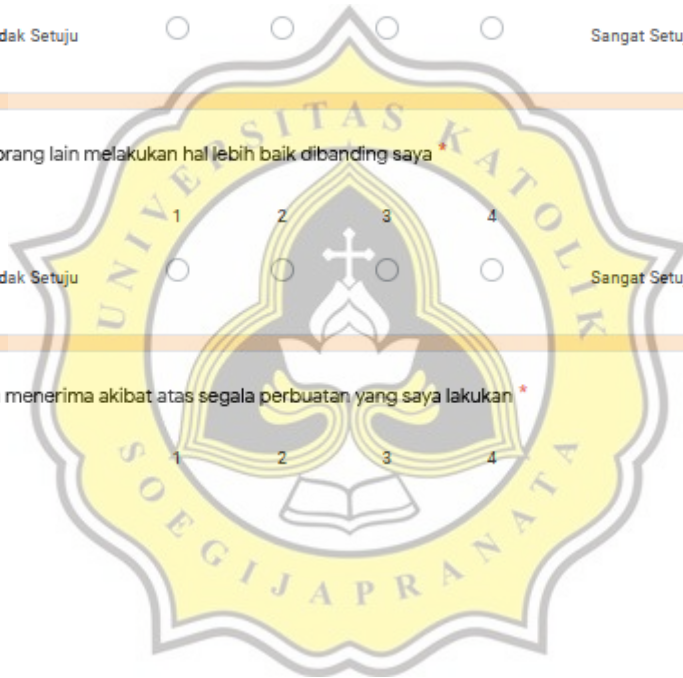 dak Setuju Sangat Setu
orang lain melakukan hal lebih baik dibanding saya *
1 2 3 4
dak Setuju Sangat Setu
menerima akibat atas segala perbuatan yang saya lakukan *
1 2 3 4
UNIVERSITAS KATOLIK
SOEGIJAPRANATA